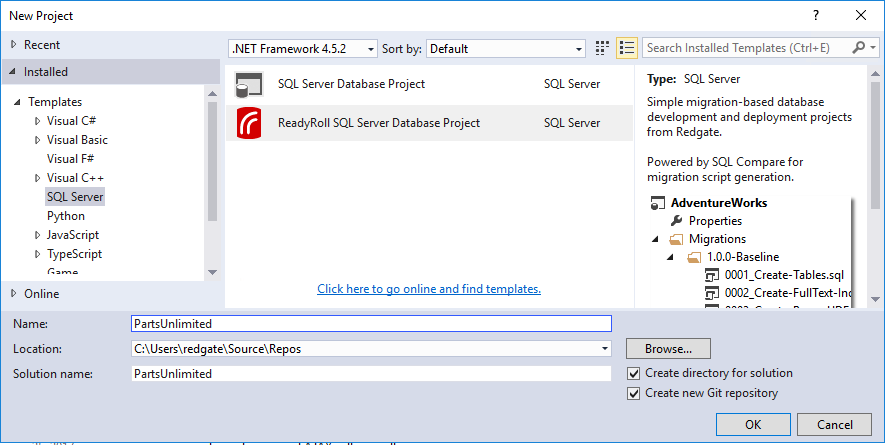 New Project
Recent
.NET Framework 4.5.2
Sort by:
Default
Search Installed Templates (Ctrl+E)
Installed
Templates
Visual C#
Visual Basic
Visual F#
Visual C++
SQL Server
Python
JavaScript
TypeScript
Game
Online
SQL Server Database Project
SQL Server
ReadyRoll SQL Server Database Project
SQL Server
Click here to go online and find templates.
Type: SQL Server
Simple migration-based database
development and deployment projects
from Redgate.
Powered by SQL Compare for
migration script generation.
AdventureWorks
Properties
Migrations
1.0.0-Baseline
0001_Create-Tables.sql
0002_Create-FullText-Ind
Name:
PartsUnlimited
Location:
C:\Users\redgate\Source\Repos
Browse...
Solution name:
PartsUnlimited
Create directory for solution
Create new Git repository
OK
Cancel